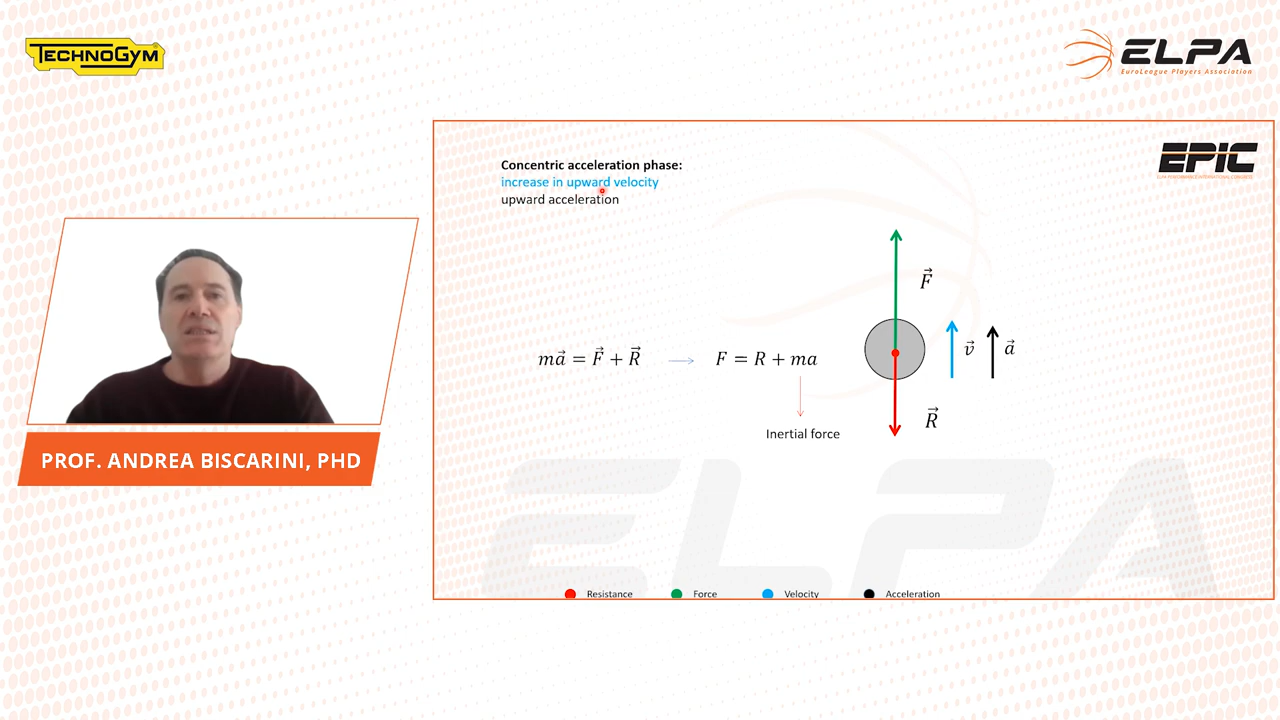 TECHNOGYM
ELPA
EuroLeague Players Association
EPIC
Concentric acceleration phase:
increase in upward velocity
upward acceleration
F⃗
v⃗
a⃗
ma⃗ = F⃗ + R⃗
F = R + ma
R⃗
Inertial force
PROF. ANDREA BISCARINI, PHD
ELPA
Resistance
Force
Velocity
Acceleration